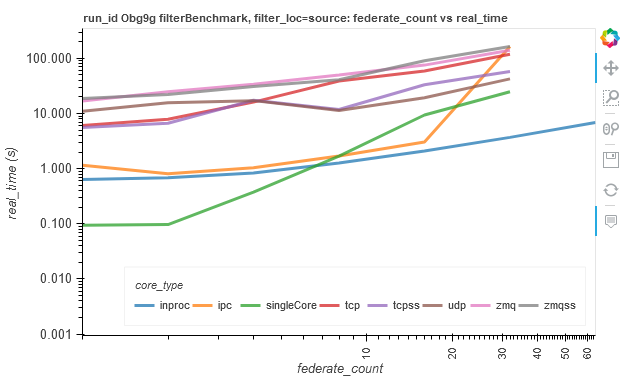 run_id Obg9g filterBenchmark, filter_loc=source: federate_count vs real_time
100.000
10.000
1.000
0.100
0.010
0.001
real_time (s)
core_type
inproc ipc singleCore tcp tcpss udp zmq zmqss
10 20 30 40 50 60
federate_count